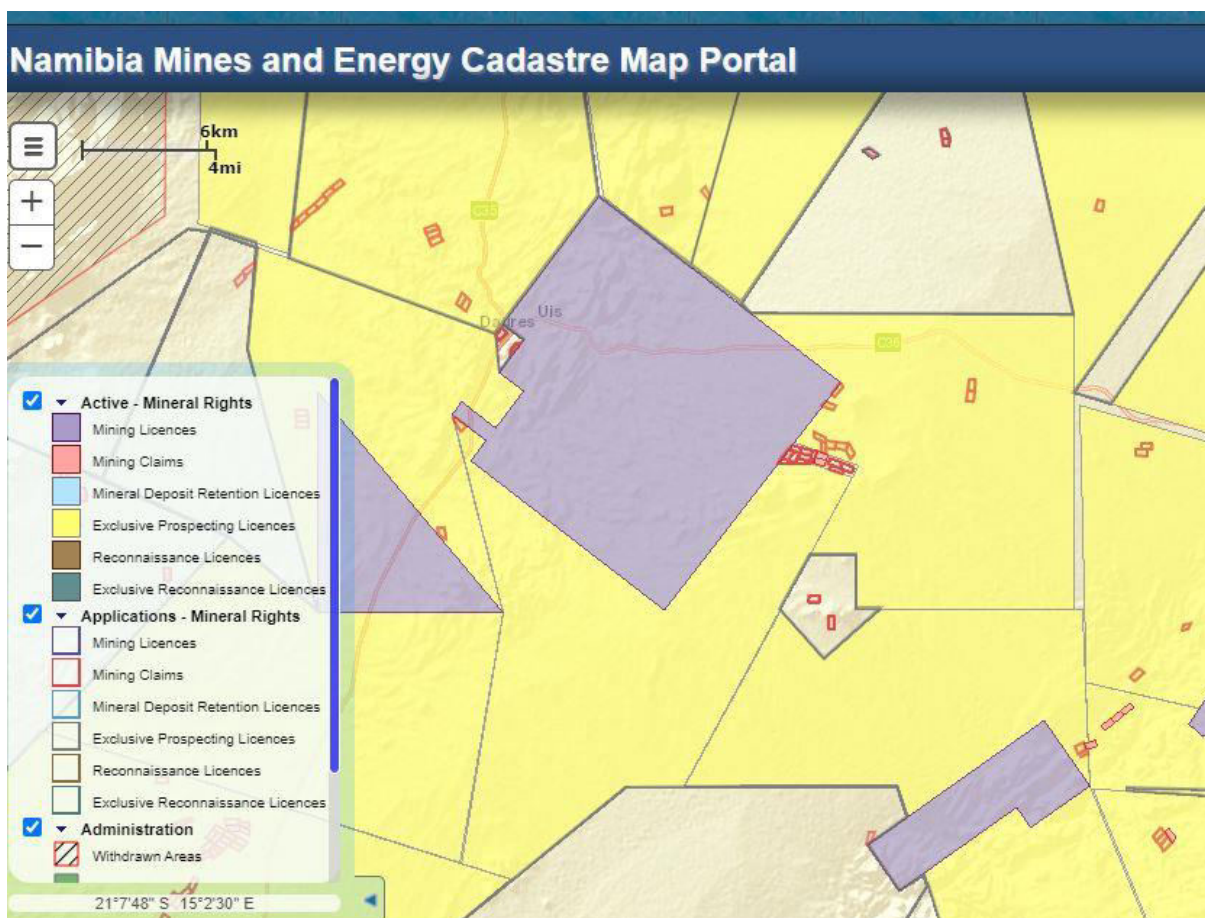 Namibia Mines and Energy Cadastre Map Portal
6km
4mi
+
−
C35
Uis
Daures
C36
Active - Mineral Rights
Mining Licences
Mining Claims
Mineral Deposit Retention Licences
Exclusive Prospecting Licences
Reconnaissance Licences
Exclusive Reconnaissance Licences
Applications - Mineral Rights
Mining Licences
Mining Claims
Mineral Deposit Retention Licences
Exclusive Prospecting Licences
Reconnaissance Licences
Exclusive Reconnaissance Licences
Administration
Withdrawn Areas
21°7'48" S 15°2'30" E